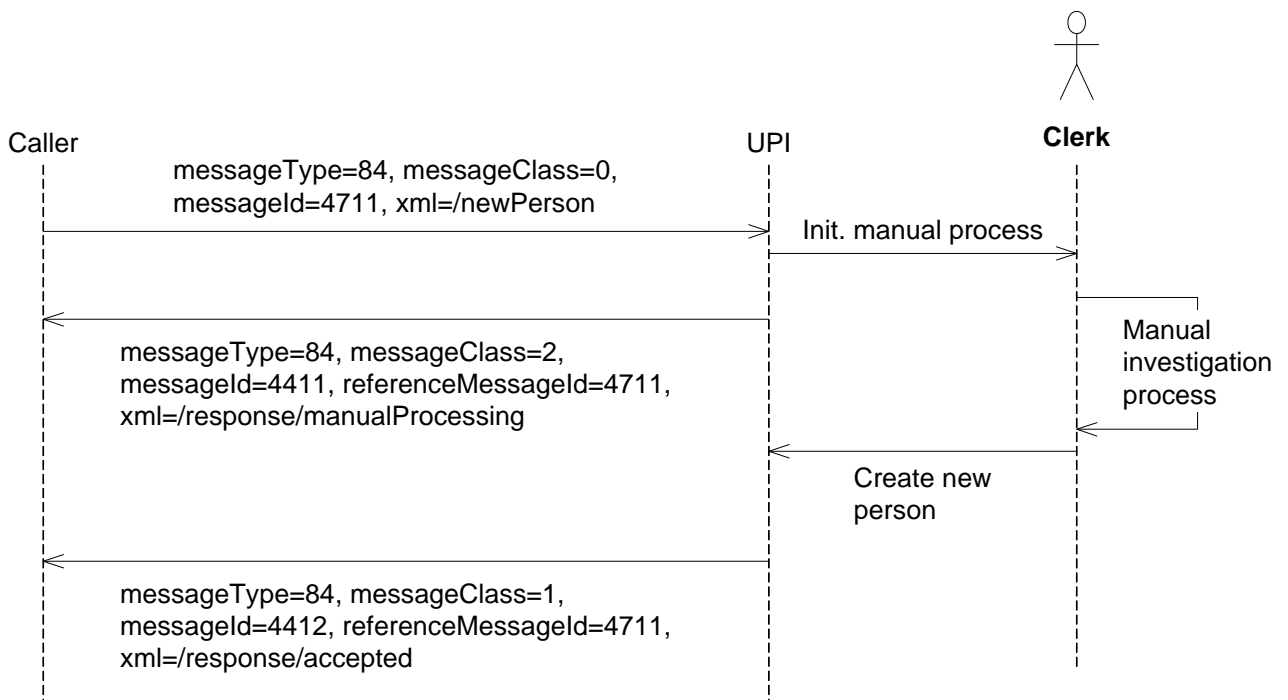 Caller
UPI
Clerk
messageType=84, messageClass=0,
messageId=4711, xml=/newPerson
Init. manual process
messageType=84, messageClass=2,
messageId=4411, referenceMessageId=4711,
xml=/response/manualProcessing
Manual
investigation
process
Create new
person
messageType=84, messageClass=1,
messageId=4412, referenceMessageId=4711,
xml=/response/accepted